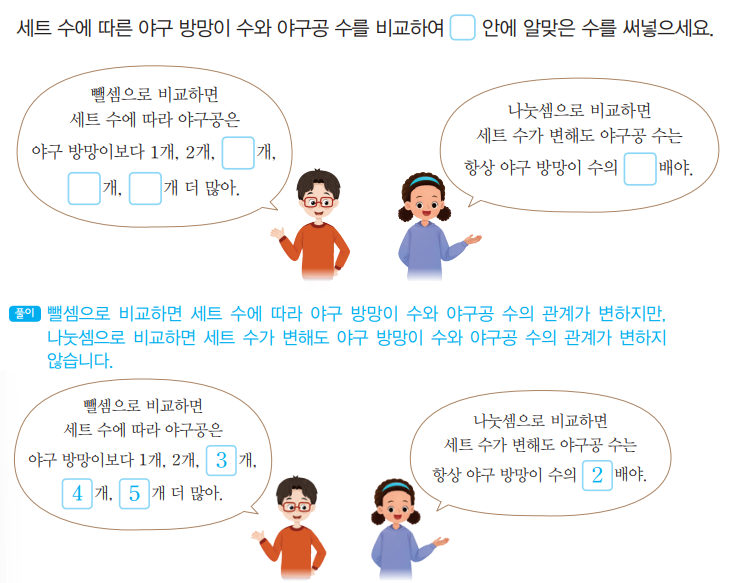 세트 수에 따른 야구 방망이 수와 야구공 수를 비교하여 □ 안에 알맞은 수를 써넣으세요.
뺄셈으로 비교하면
세트 수에 따라 야구공은
야구 방망이보다 1개, 2개, □개,
□개, □개 더 많아.
나눗셈으로 비교하면
세트 수가 변해도 야구공 수는
항상 야구 방망이 수의 □배야.
풀이 뺄셈으로 비교하면 세트 수에 따라 야구 방망이 수와 야구공 수의 관계가 변하지만,
나눗셈으로 비교하면 세트 수가 변해도 야구 방망이 수와 야구공 수의 관계가 변하지
않습니다.
뺄셈으로 비교하면
세트 수에 따라 야구공은
야구 방망이보다 1개, 2개, 3개,
4개, 5개 더 많아.
나눗셈으로 비교하면
세트 수가 변해도 야구공 수는
항상 야구 방망이 수의 2배야.